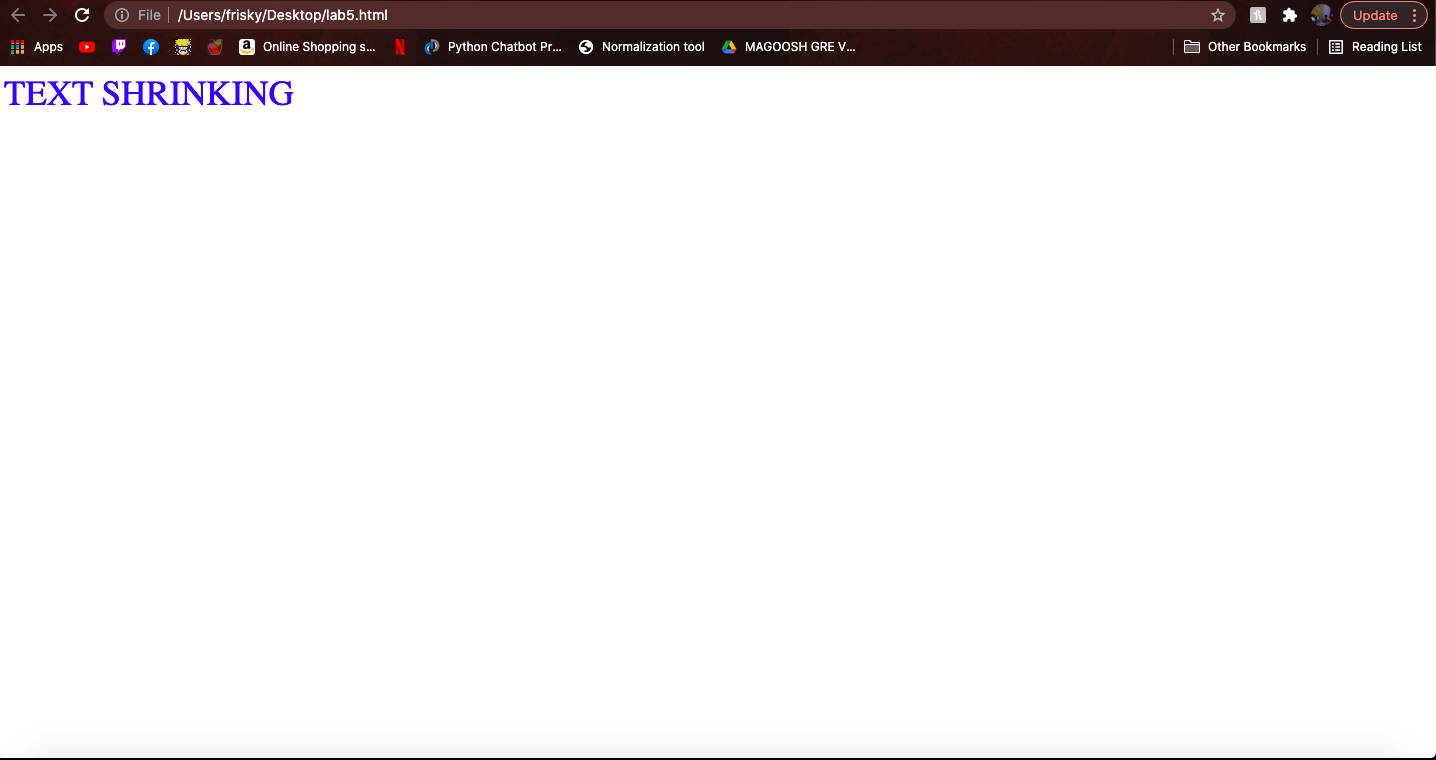 File /Users/frisky/Desktop/lab5.html Update
Apps Online Shopping s... Python Chatbot Pr... Normalization tool MAGOOSH GRE V... Other Bookmarks Reading List
TEXT SHRINKING